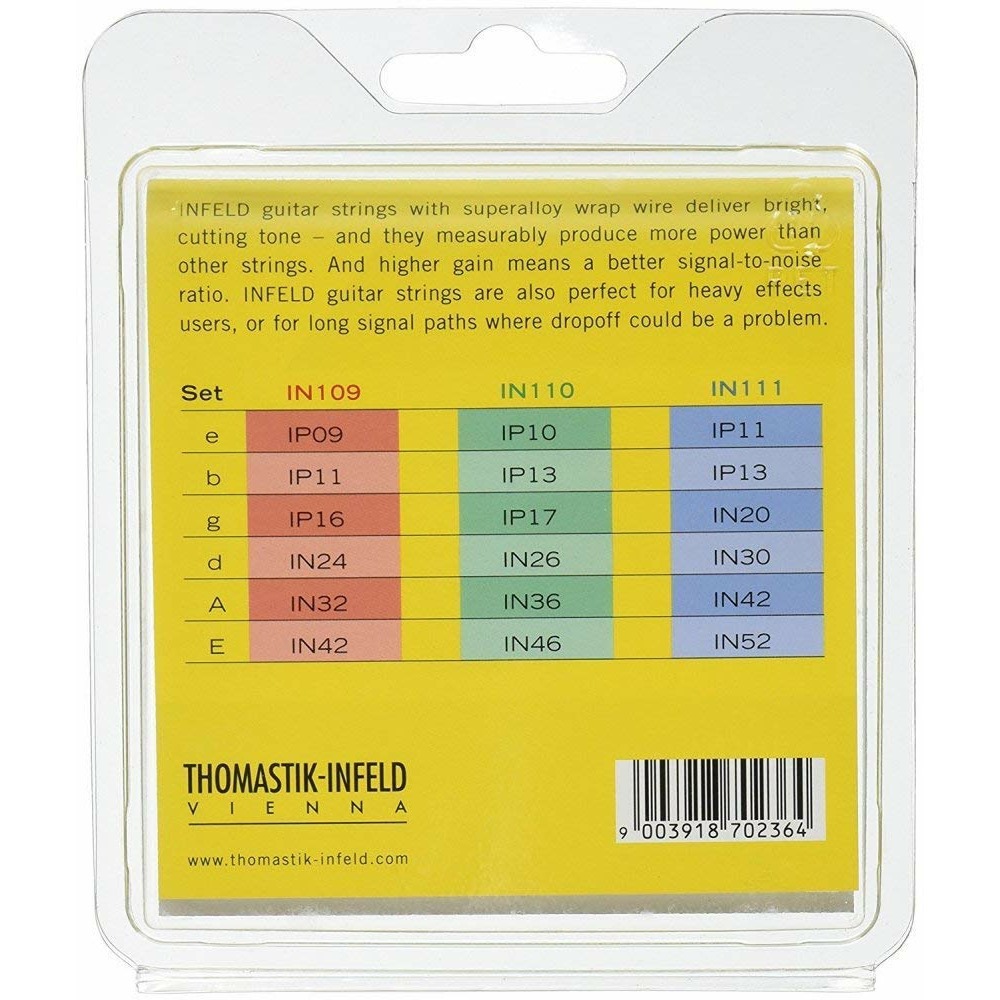 INFELD guitar strings with superalloy wrap wire deliver bright,
cutting tone – and they measurably produce more power than
other strings. And higher gain means a better signal-to-noise
ratio. INFELD guitar strings are also perfect for heavy effects
users, or for long signal paths where dropoff could be a problem.
Set IN109 IN110 IN111
e IP09 IP10 IP11
b IP11 IP13 IP13
g IP16 IP17 IN20
d IN24 IN26 IN30
A IN32 IN36 IN42
E IN42 IN46 IN52
THOMASTIK-INFELD
VIENNA
www.thomastik-infeld.com
9 003918 702364